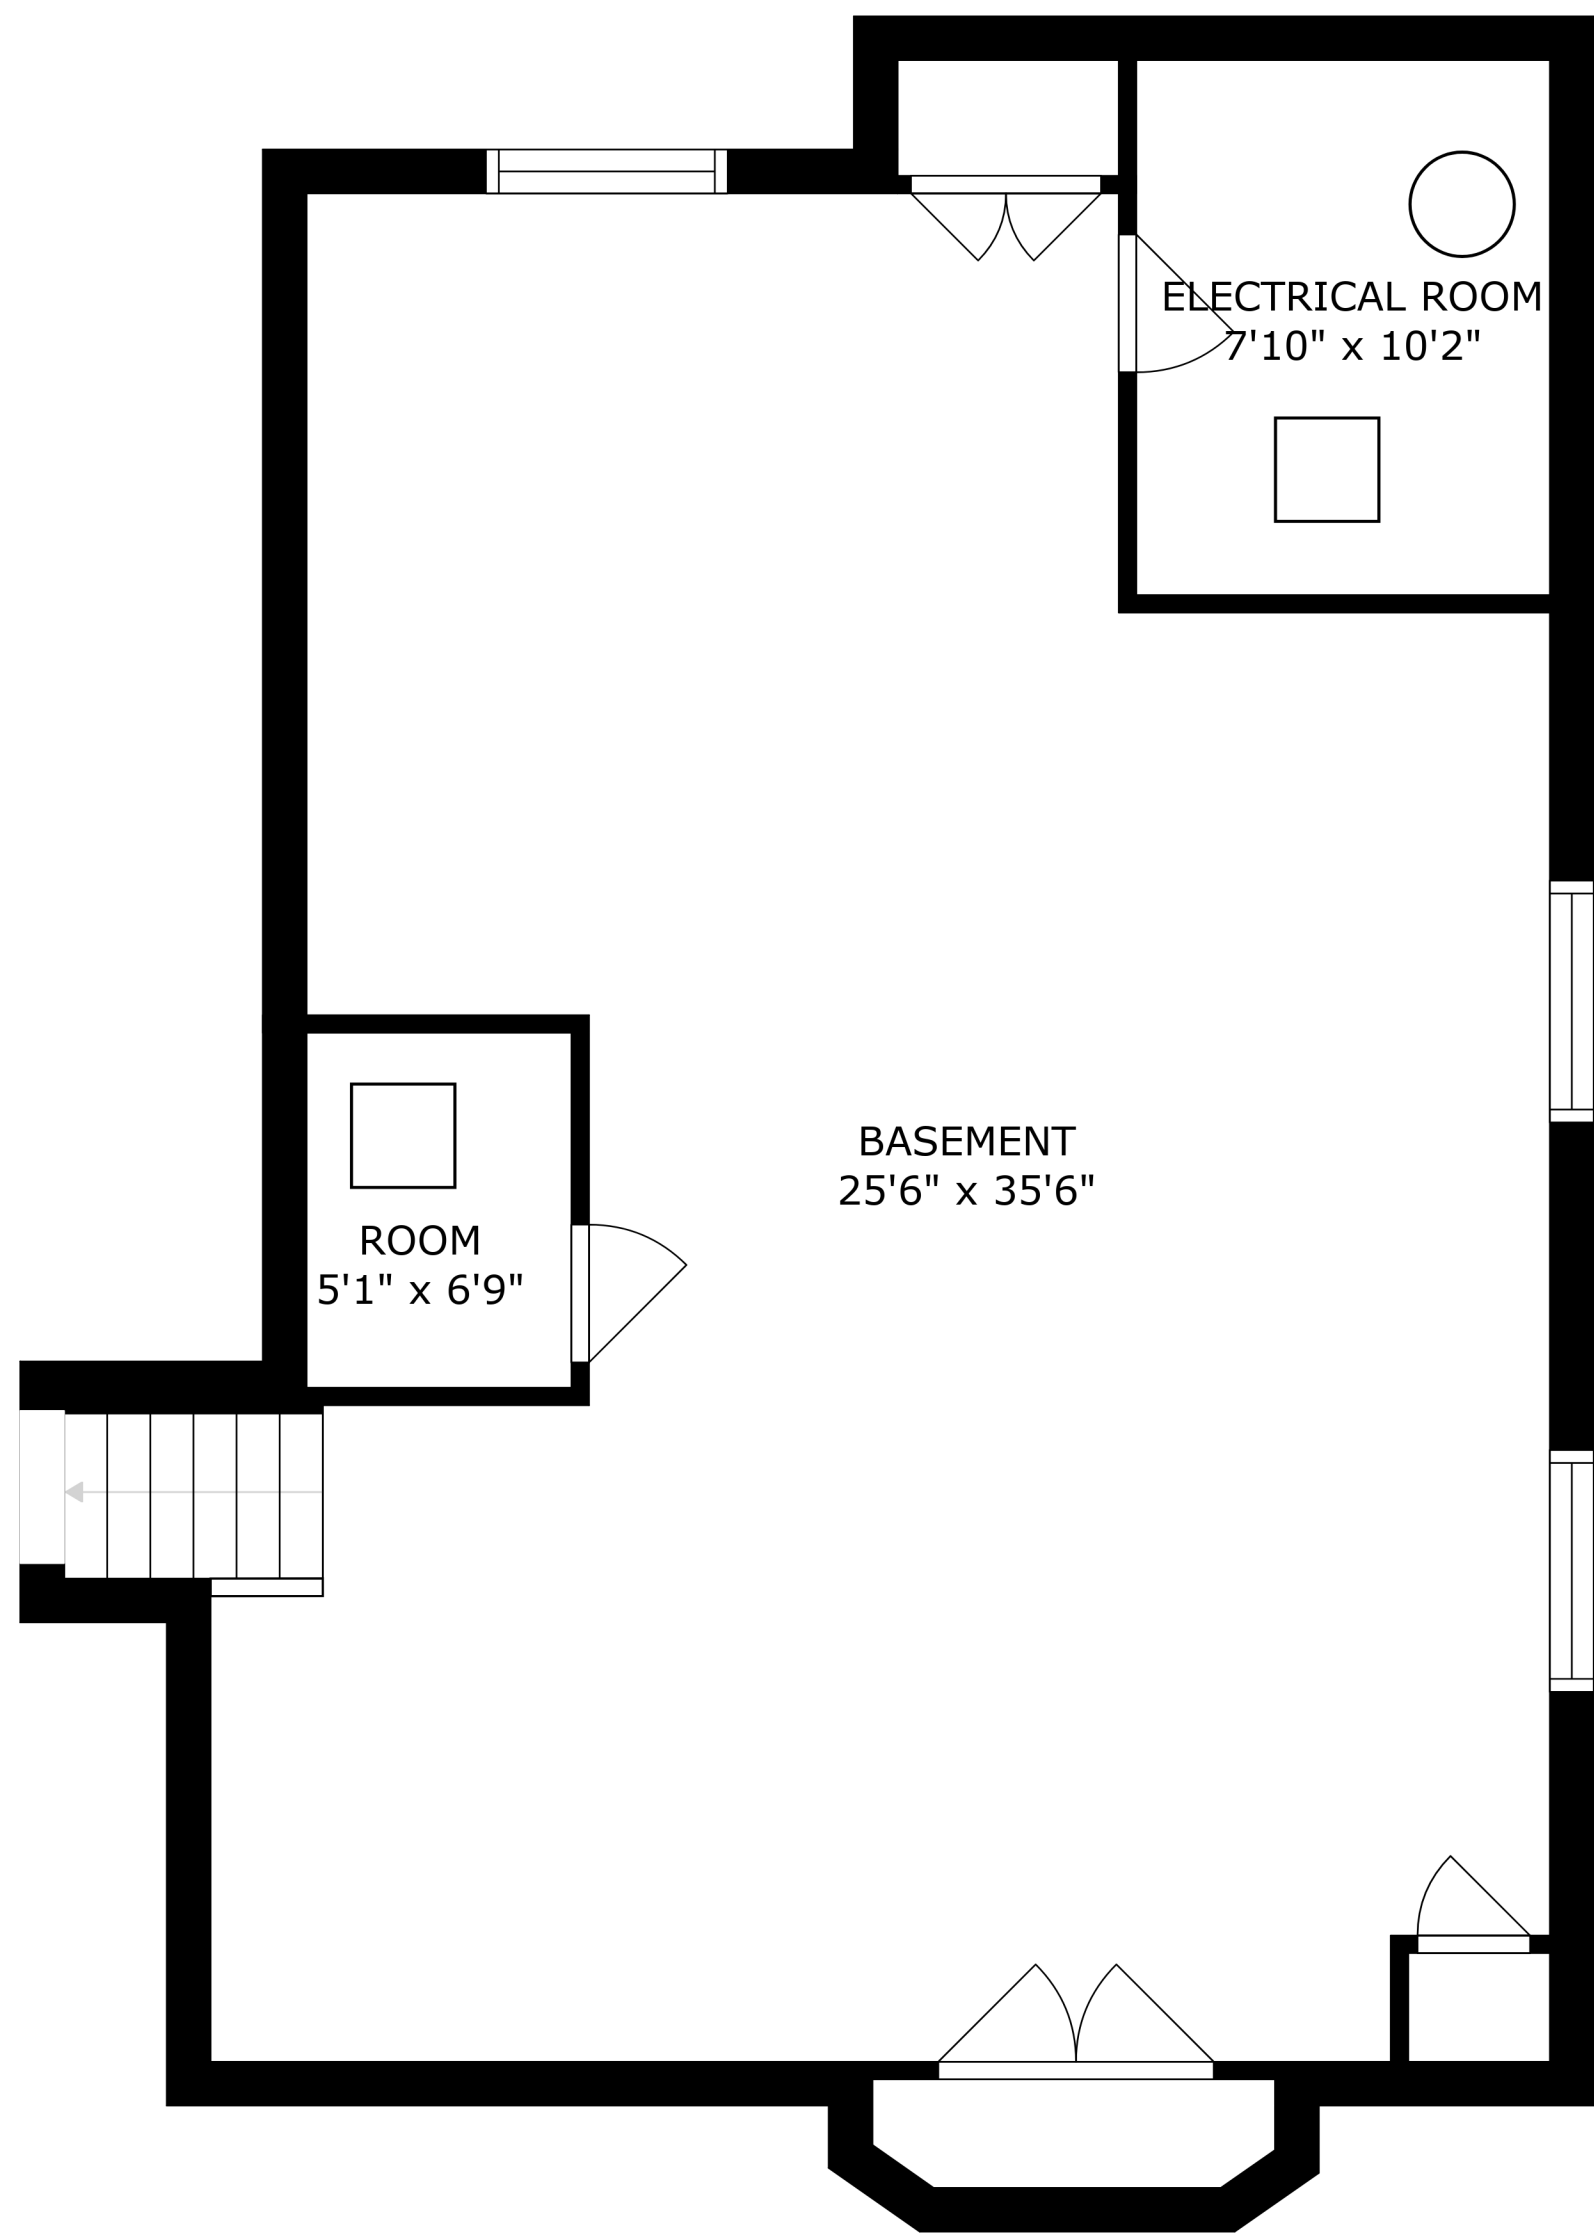 ELECTRICAL ROOM
7'10" x 10'2"
BASEMENT
25'6" x 35'6"
ROOM
5'1" x 6'9"